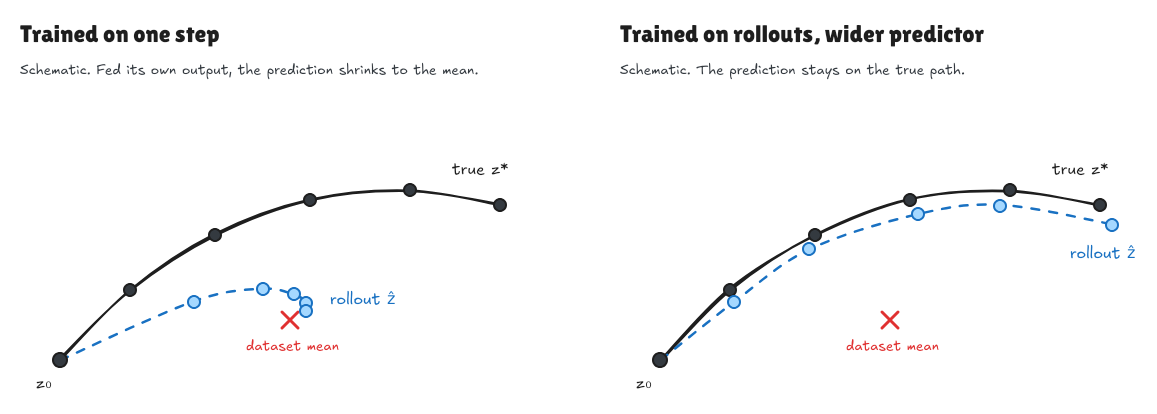 Trained on one step
Schematic. Fed its own output, the prediction shrinks to the mean.
true z*
rollout ẑ
dataset mean
z₀
Trained on rollouts, wider predictor
Schematic. The prediction stays on the true path.
true z*
rollout ẑ
dataset mean
z₀